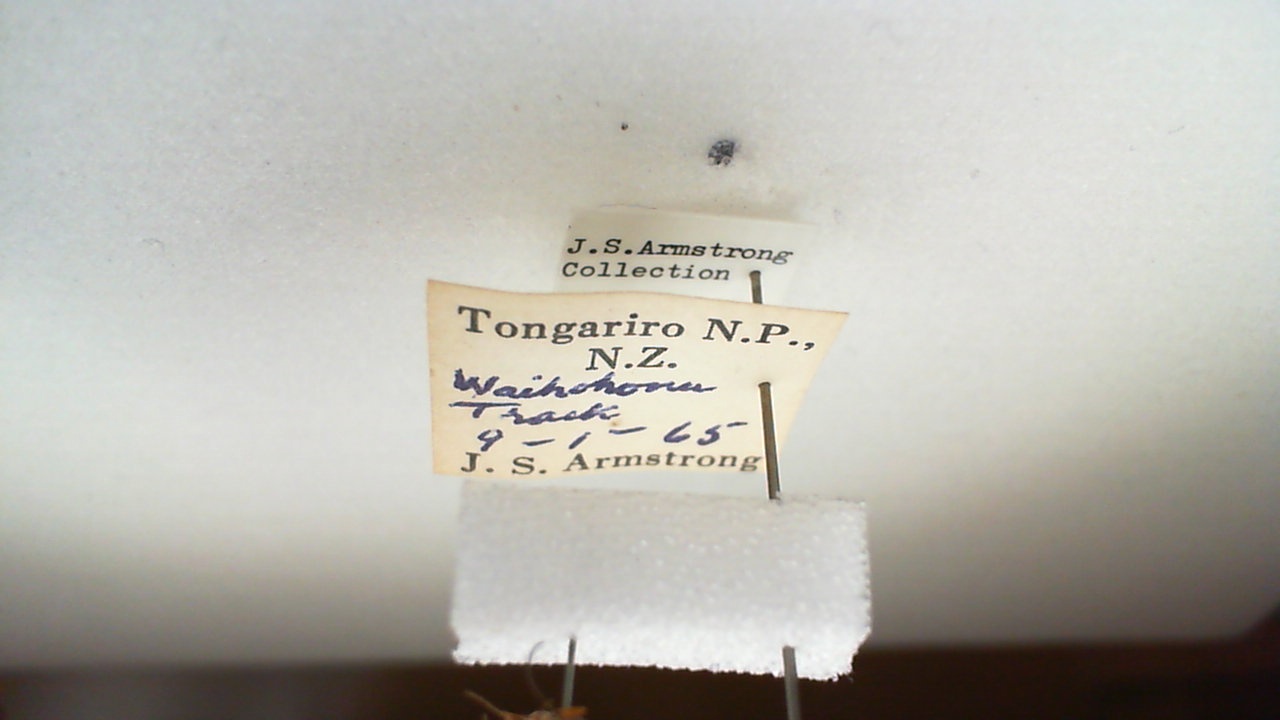 J.S.Armstrong
Collection
Tongariro N.P.,
N.Z.
Waihohonu
Track
9-1-65
J. S. Armstrong